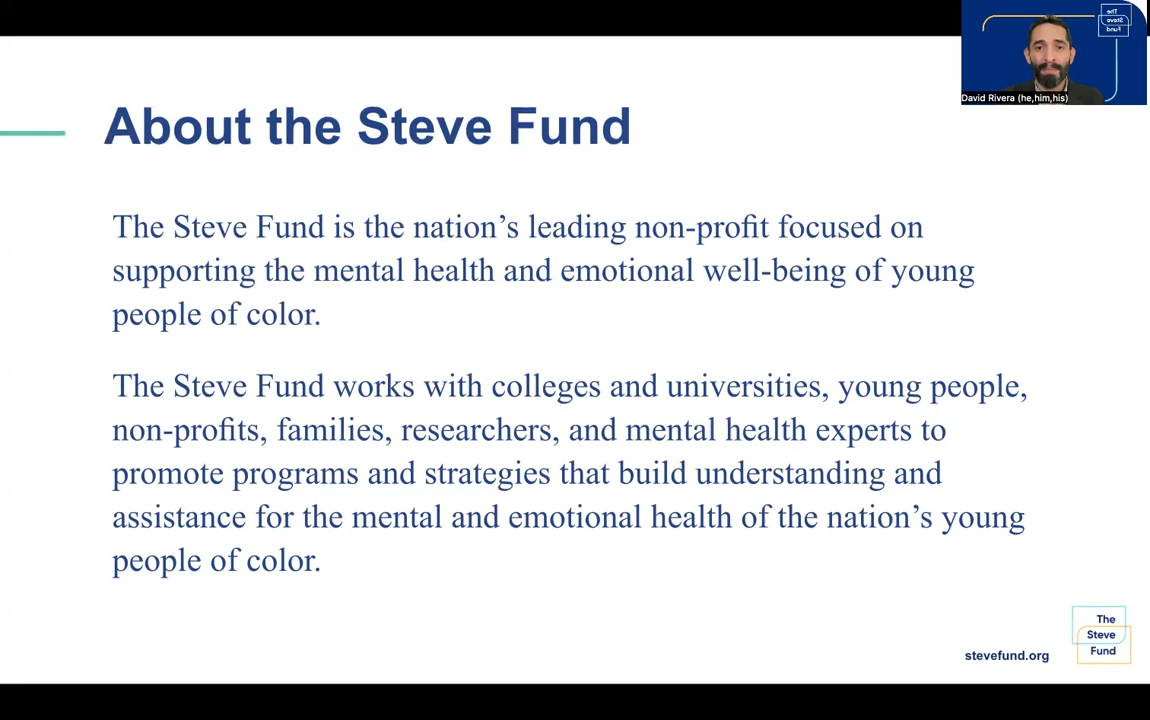 About the Steve Fund
The Steve Fund is the nation’s leading non-profit focused on
supporting the mental health and emotional well-being of young
people of color.
The Steve Fund works with colleges and universities, young people,
non-profits, families, researchers, and mental health experts to
promote programs and strategies that build understanding and
assistance for the mental and emotional health of the nation’s young
people of color.
The
Steve
Fund
David Rivera (he,him,his)
stevefund.org
The
Steve
Fund